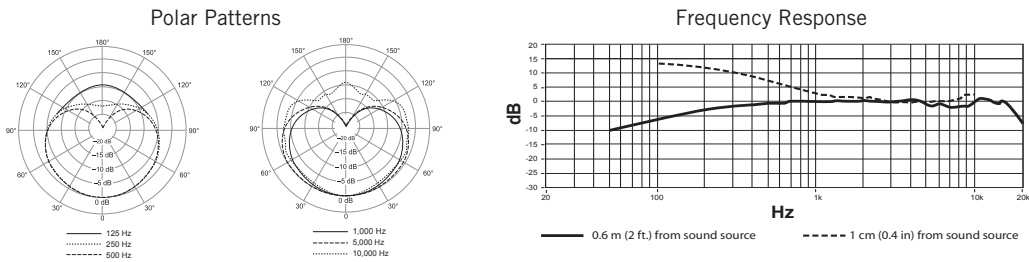 Polar Patterns
180°
150° 150°
120° 120°
90° 90°
60° 60°
30° 30°
0
–20 dB
–15 dB
–10 dB
–5 dB
0 dB
125 Hz
250 Hz
500 Hz
180°
150° 150°
120° 120°
90° 90°
60° 60°
30° 30°
0
–20 dB
–15 dB
–10 dB
–5 dB
0 dB
1,000 Hz
5,000 Hz
10,000 Hz
Frequency Response
dB
20
15
10
5
0
-5
-10
-15
-20
-25
-30
20 100 1k 10k 20k
Hz
0.6 m (2 ft.) from sound source
1 cm (0.4 in) from sound source